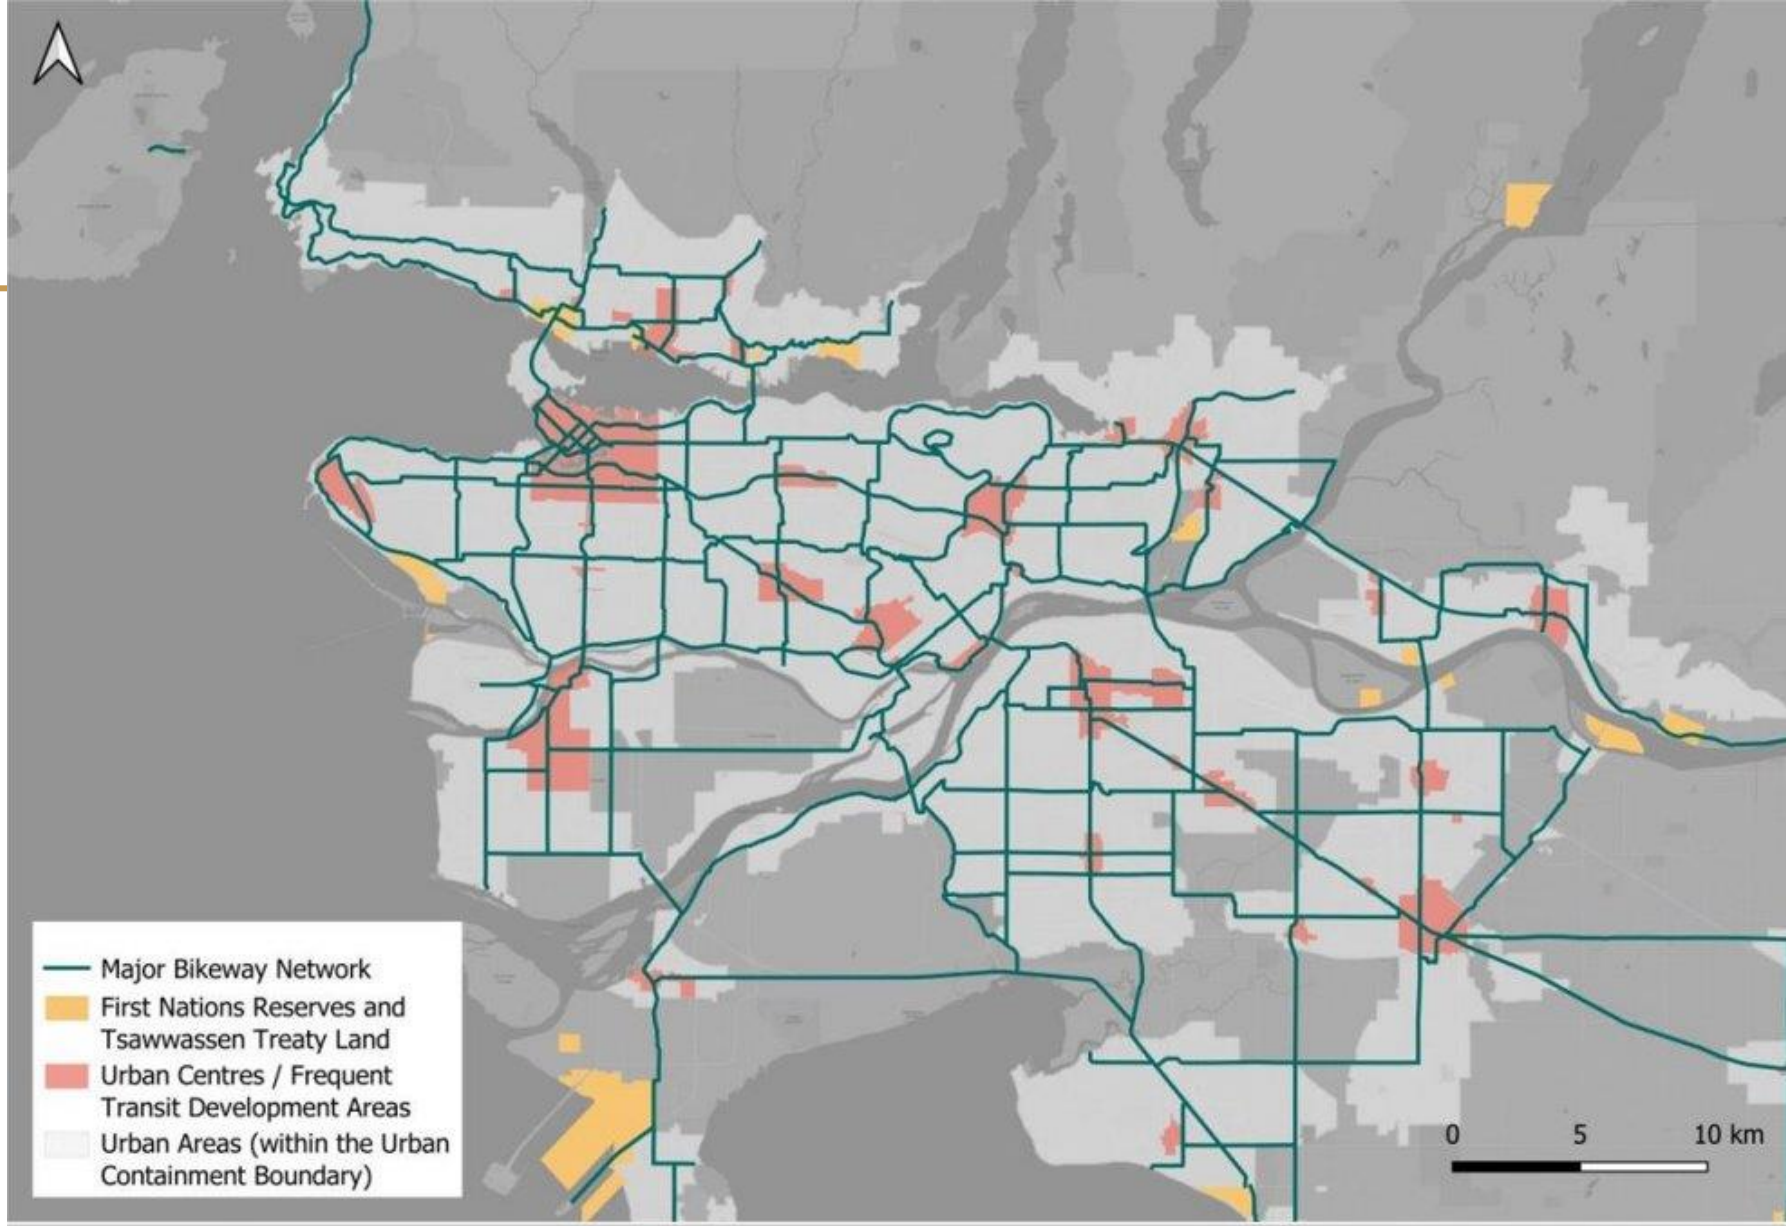 Major Bikeway Network
First Nations Reserves and
Tsawwassen Treaty Land
Urban Centres / Frequent
Transit Development Areas
Urban Areas (within the Urban
Containment Boundary)
0 5 10 km